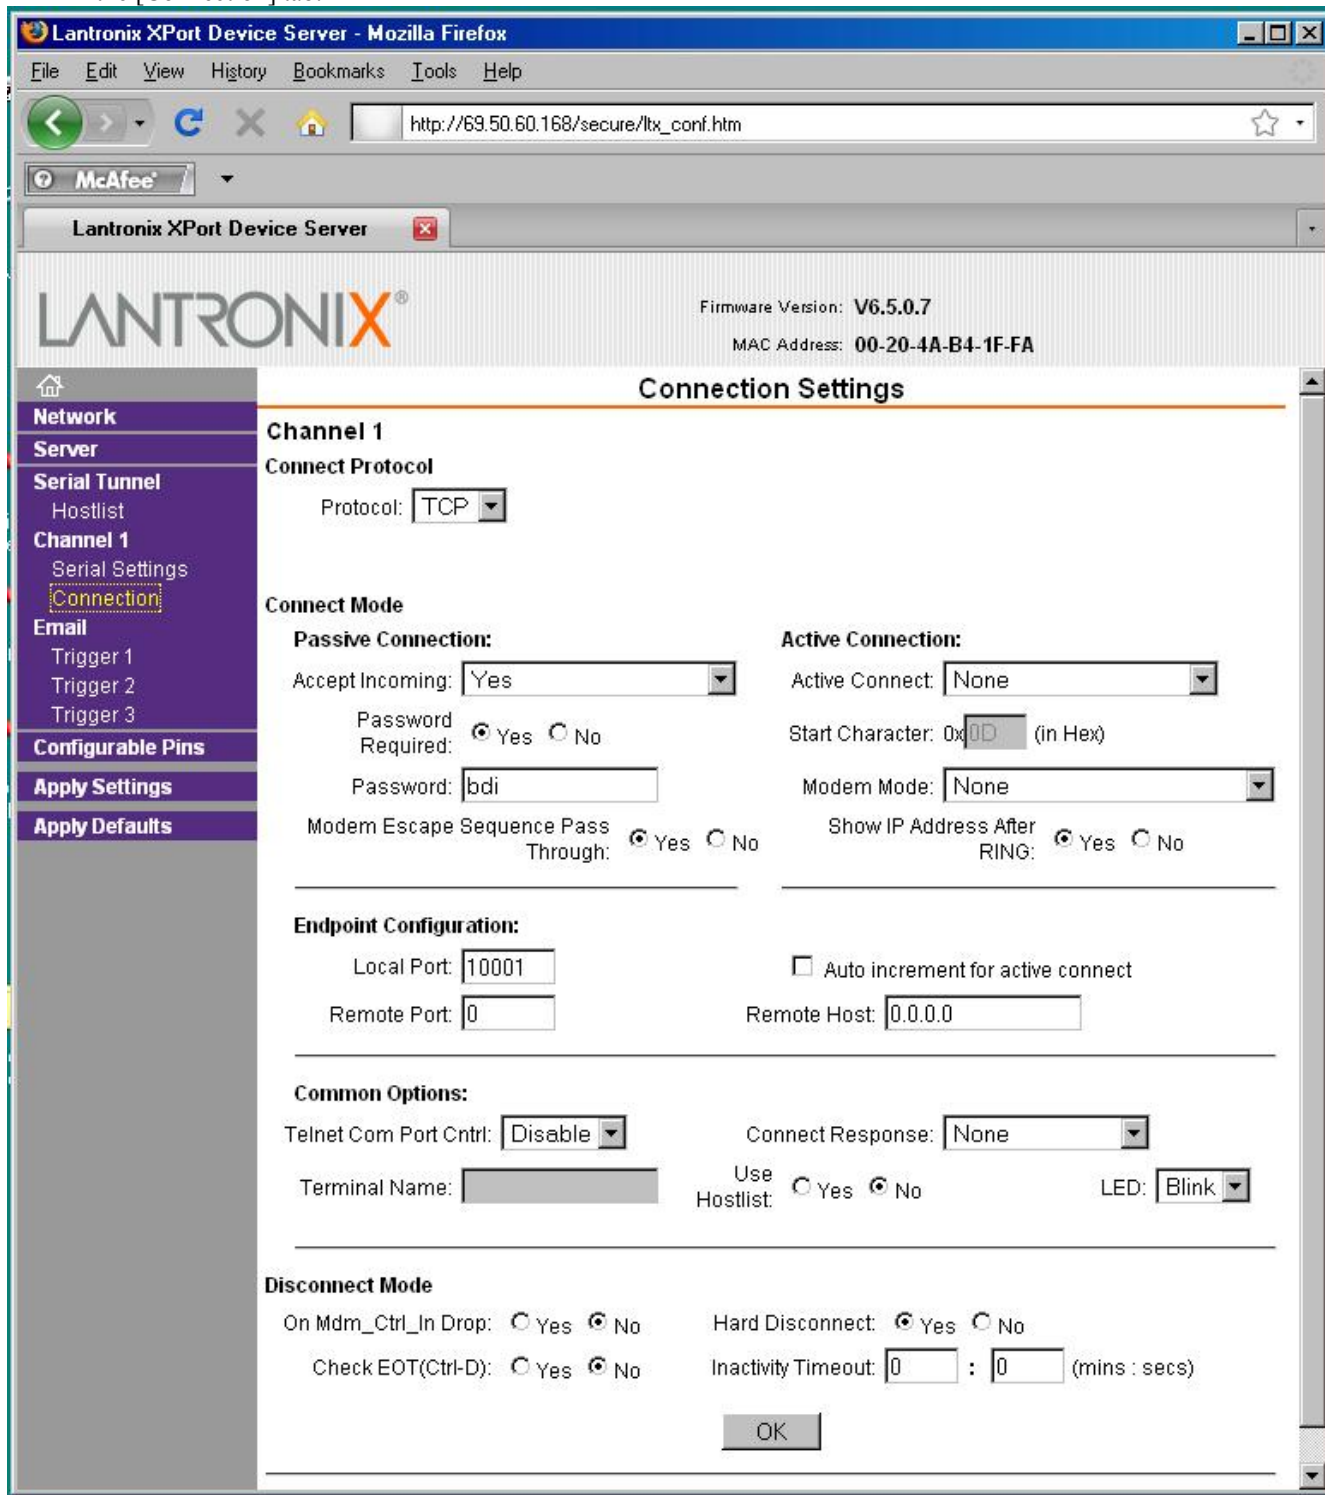 Lantronix XPort Device Server - Mozilla Firefox
File Edit View History Bookmarks Tools Help
http://69.50.60.168/secure/ltx_conf.htm
McAfee
Lantronix XPort Device Server
LANTRONIX®
Firmware Version: V6.5.0.7
MAC Address: 00-20-4A-B4-1F-FA
Network
Server
Serial Tunnel
Hostlist
Channel 1
Serial Settings
Connection
Email
Trigger 1
Trigger 2
Trigger 3
Configurable Pins
Apply Settings
Apply Defaults
Connection Settings
Channel 1
Connect Protocol
Protocol: TCP
Connect Mode
Passive Connection: Active Connection:
Accept Incoming: Yes Active Connect: None
Password Required: Yes No Start Character: 0x 0D (in Hex)
Password: bdi Modem Mode: None
Modem Escape Sequence Pass Through: Yes No Show IP Address After RING: Yes No
Endpoint Configuration:
Local Port: 10001 Auto increment for active connect
Remote Port: 0 Remote Host: 0.0.0.0
Common Options:
Telnet Com Port Cntrl: Disable Connect Response: None
Terminal Name: Use Hostlist: Yes No LED: Blink
Disconnect Mode
On Mdm_Ctrl_In Drop: Yes No Hard Disconnect: Yes No
Check EOT(Ctrl-D): Yes No Inactivity Timeout: 0 : 0 (mins : secs)
OK